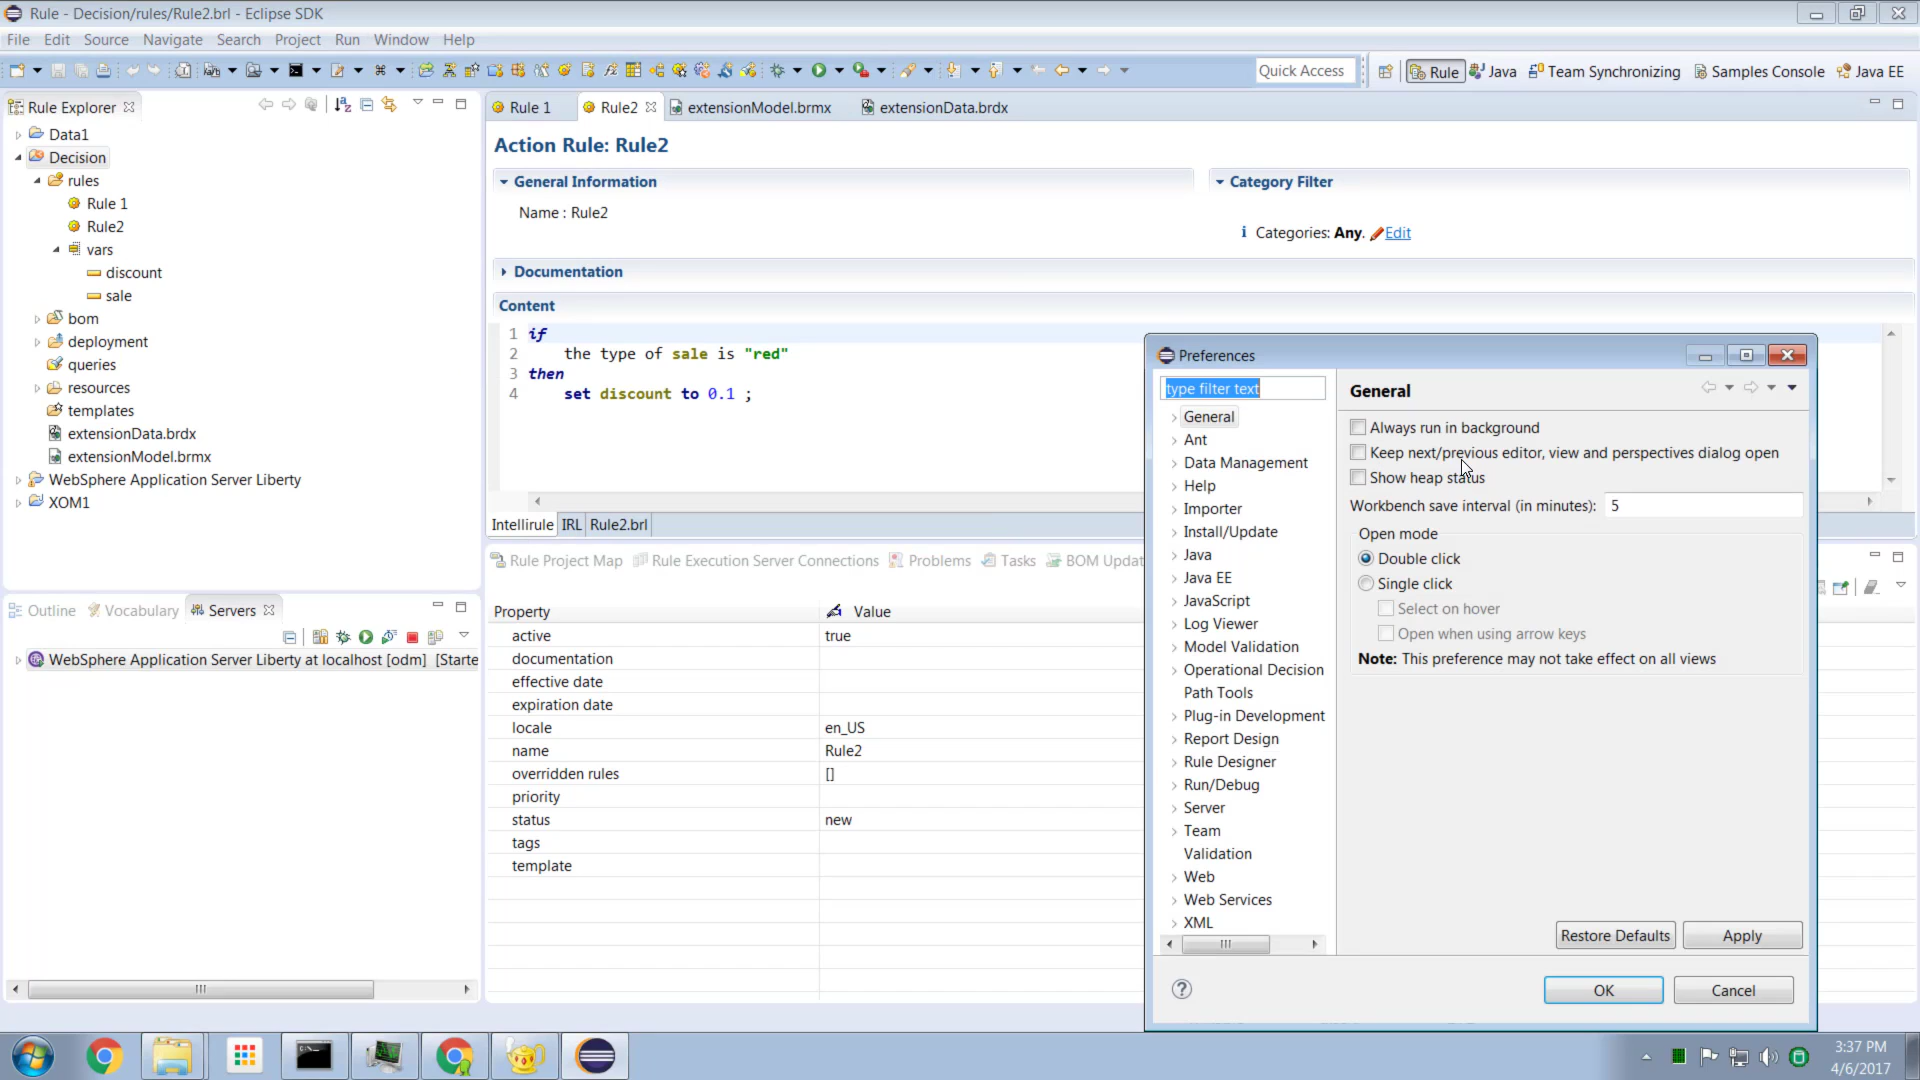 Rule - Decision/rules/Rule2.brl - Eclipse SDK
File Edit Source Navigate Search Project Run Window Help
Quick Access Rule Java Team Synchronizing Samples Console Java EE
Rule Explorer
Data1
Decision
rules
Rule 1
Rule2
vars
discount
sale
bom
deployment
queries
resources
templates
extensionData.brdx
extensionModel.brmx
WebSphere Application Server Liberty
XOM1
Outline Vocabulary Servers
WebSphere Application Server Liberty at localhost [odm] [Starte
Rule 1 Rule2 extensionModel.brmx extensionData.brdx
Action Rule: Rule2
General Information
Name : Rule2
Category Filter
Categories: Any. Edit
Documentation
Content
1 if
2 the type of sale is "red"
3 then
4 set discount to 0.1 ;
Intellirule IRL Rule2.brl
Rule Project Map Rule Execution Server Connections Problems Tasks BOM Updat
Property Value
active true
documentation
effective date
expiration date
locale en_US
name Rule2
overridden rules []
priority
status new
tags
template
Preferences
type filter text
General
Ant
Data Management
Help
Importer
Install/Update
Java
Java EE
JavaScript
Log Viewer
Model Validation
Operational Decision
Path Tools
Plug-in Development
Report Design
Rule Designer
Run/Debug
Server
Team
Validation
Web
Web Services
XML
General
Always run in background
Keep next/previous editor, view and perspectives dialog open
Show heap status
Workbench save interval (in minutes): 5
Open mode
Double click
Single click
Select on hover
Open when using arrow keys
Note: This preference may not take effect on all views
Restore Defaults Apply
OK Cancel
3:37 PM
4/6/2017